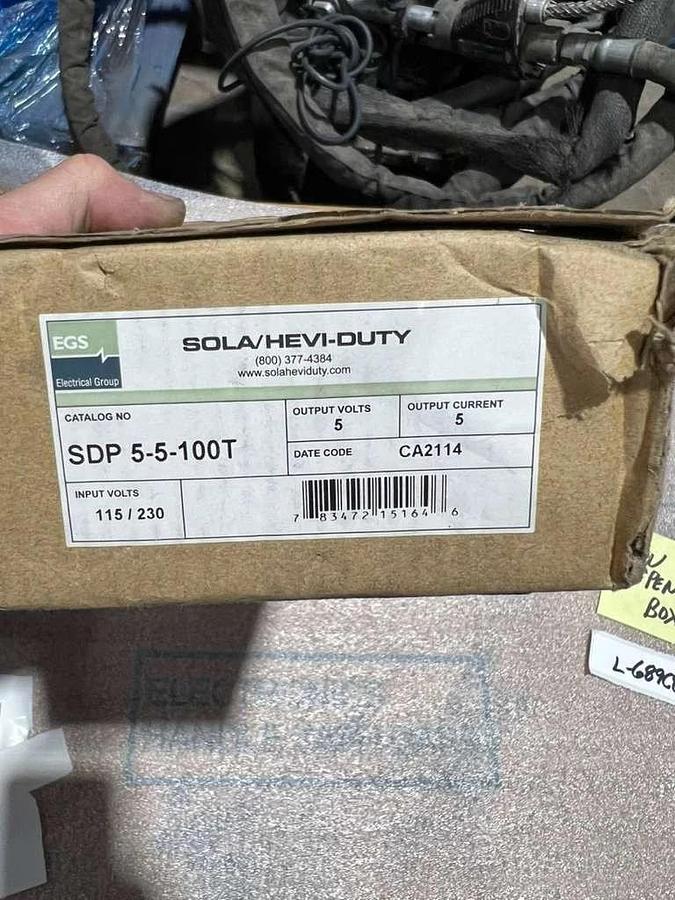 EGS
Electrical Group
SOLA/HEVI-DUTY
(800) 377-4384
www.solaheviduty.com
CATALOG NO
SDP 5-5-100T
OUTPUT VOLTS
5
OUTPUT CURRENT
5
DATE CODE CA2114
INPUT VOLTS
115 / 230
7 83472 15164 6
BOX